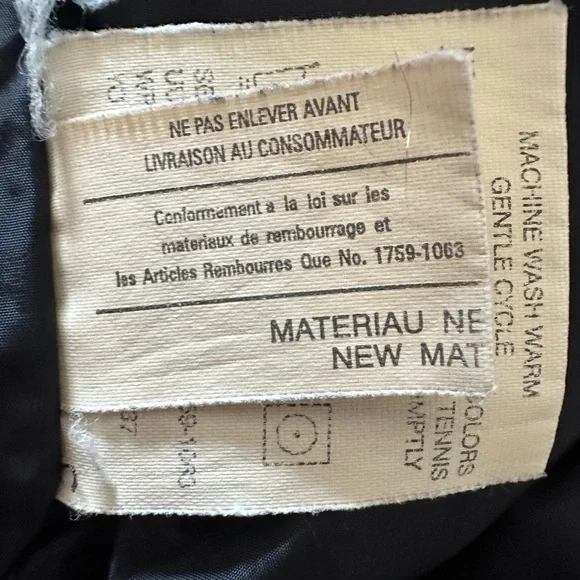 NE PAS ENLEVER AVANT
LIVRAISON AU CONSOMMATEUR
Conformement a la loi sur les
materiaux de rembourrage et
les Articles Rembourres Que No. 1759-1063
MATERIAU NE
NEW MAT
MACHINE WASH WARM
GENTLE CYCLE
COLORS
TENNIS
MPTLY